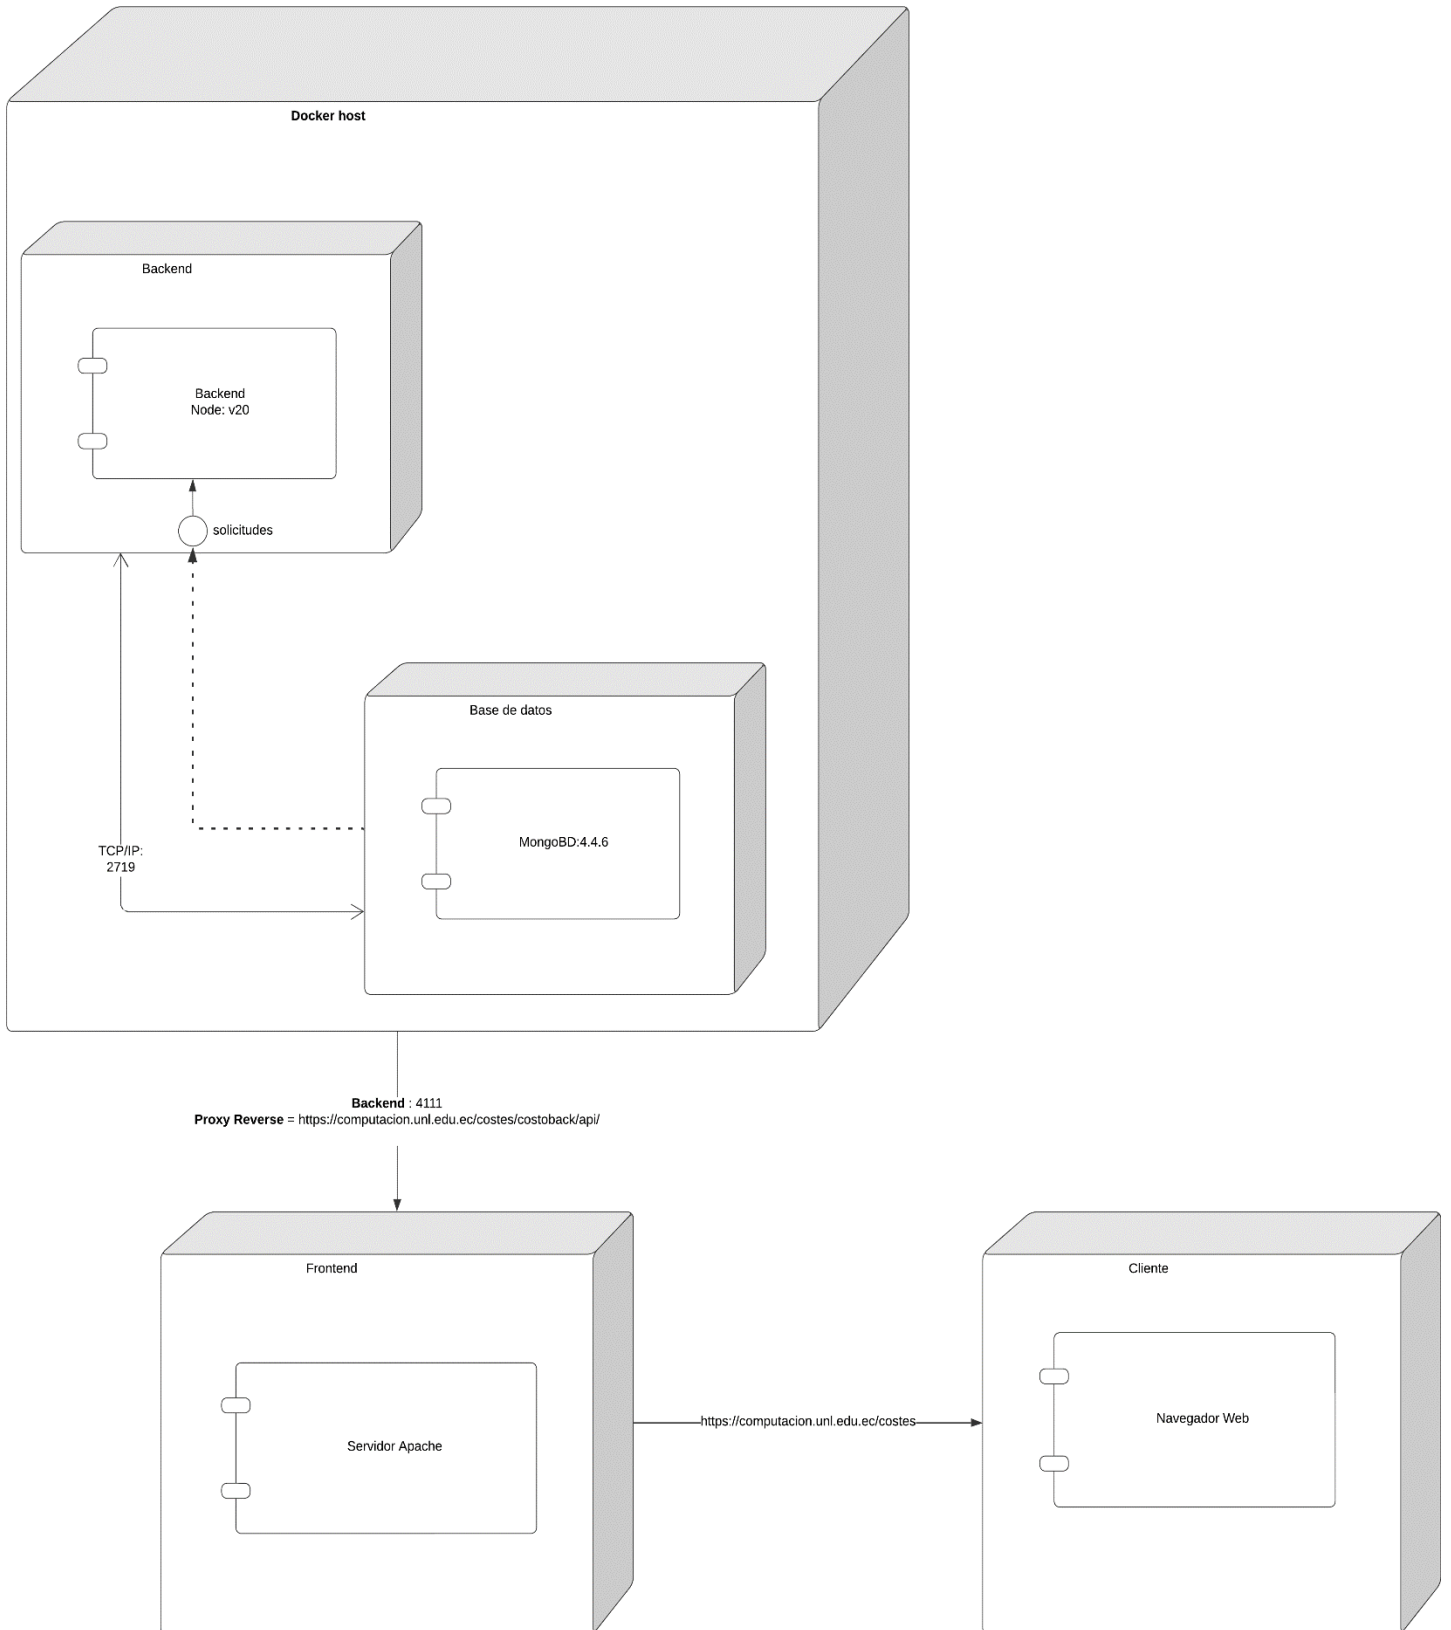 Docker host
Backend
Backend
Node: v20
solicitudes
Base de datos
MongoBD:4.4.6
TCP/IP:
2719
Backend : 4111
Proxy Reverse = https://computacion.unl.edu.ec/costes/costoback/api/
Frontend
Servidor Apache
https://computacion.unl.edu.ec/costes
Cliente
Navegador Web